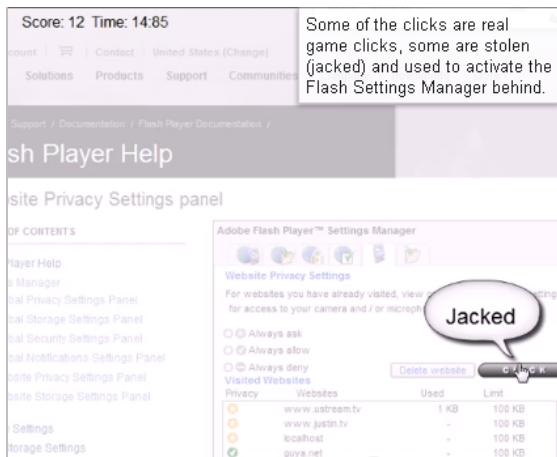 Score: 12 Time: 14:85
Some of the clicks are real
game clicks, some are stolen
(jacked) and used to activate the
Flash Settings Manager behind.
count Contact United States (Change)
Solutions Products Support Communities
Support / Documentation / Flash Player Documentation /
sh Player Help
site Privacy Settings panel
OF CONTENTS
Player Help
s Manager
bal Privacy Settings Panel
bal Storage Settings Panel
bal Security Settings Panel
bal Notifications Settings Panel
bsite Privacy Settings Panel
bsite Storage Settings Panel
Settings
torage Settings
Adobe Flash Player™ Settings Manager
Website Privacy Settings
For websites you have already visited, view
for access to your camera and / or microph
Always ask
Always allow
Always deny
Jacked
Delete website
Visited Websites
Privacy Websites Used Limit
www.ustream.tv 1 KB 100 KB
www.justin.tv - 100 KB
localhost - 100 KB
guya.net - 100 KB